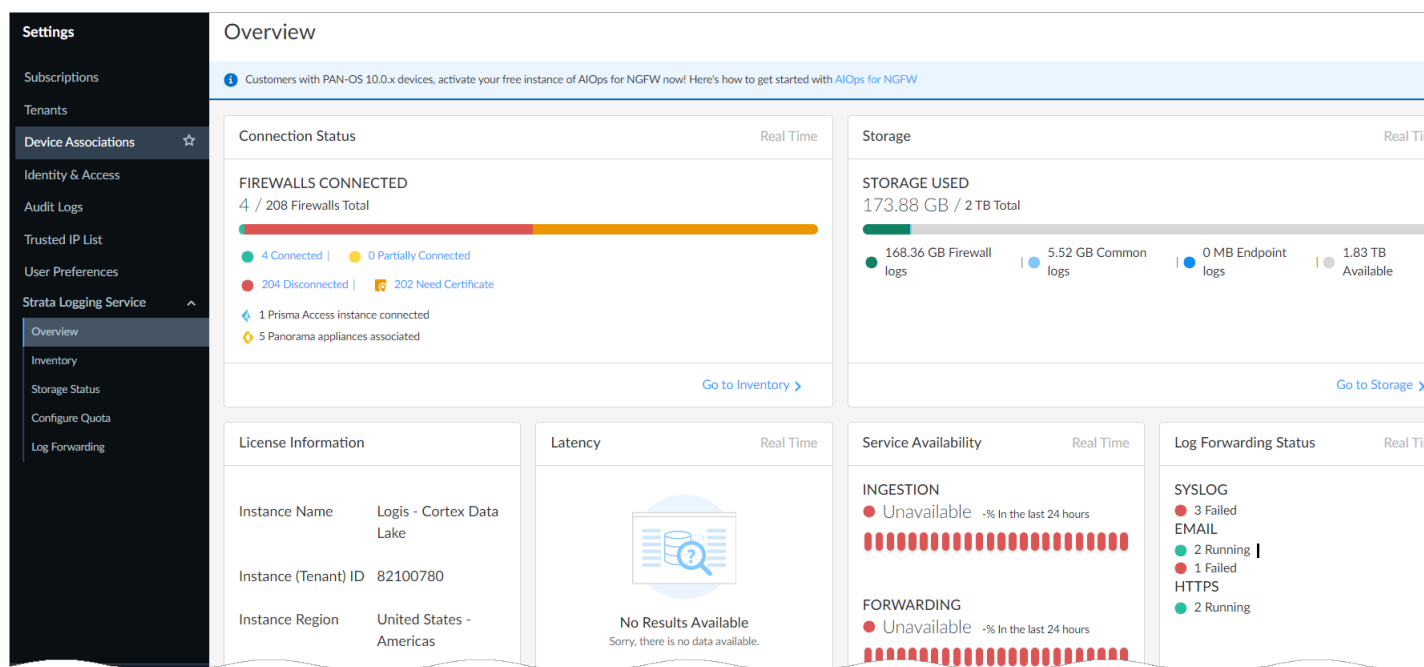 Settings
Subscriptions
Tenants
Device Associations
Identity & Access
Audit Logs
Trusted IP List
User Preferences
Strata Logging Service
Overview
Inventory
Storage Status
Configure Quota
Log Forwarding
Overview
Customers with PAN-OS 10.0.x devices, activate your free instance of AIOps for NGFW now! Here's how to get started with AIOps for NGFW
Connection Status Real Time
FIREWALLS CONNECTED
4 / 208 Firewalls Total
4 Connected | 0 Partially Connected
204 Disconnected | 202 Need Certificate
1 Prisma Access instance connected
5 Panorama appliances associated
Go to Inventory
Storage Real Ti
STORAGE USED
173.88 GB / 2 TB Total
168.36 GB Firewall logs | 5.52 GB Common logs | 0 MB Endpoint logs | 1.83 TB Available
Go to Storage
License Information
Instance Name Logis - Cortex Data Lake
Instance (Tenant) ID 82100780
Instance Region United States - Americas
Latency Real Time
?
No Results Available
Sorry, there is no data available.
Service Availability Real Time
INGESTION
Unavailable -% In the last 24 hours
FORWARDING
Unavailable -% In the last 24 hours
Log Forwarding Status Real Ti
SYSLOG
3 Failed
EMAIL
2 Running |
1 Failed
HTTPS
2 Running